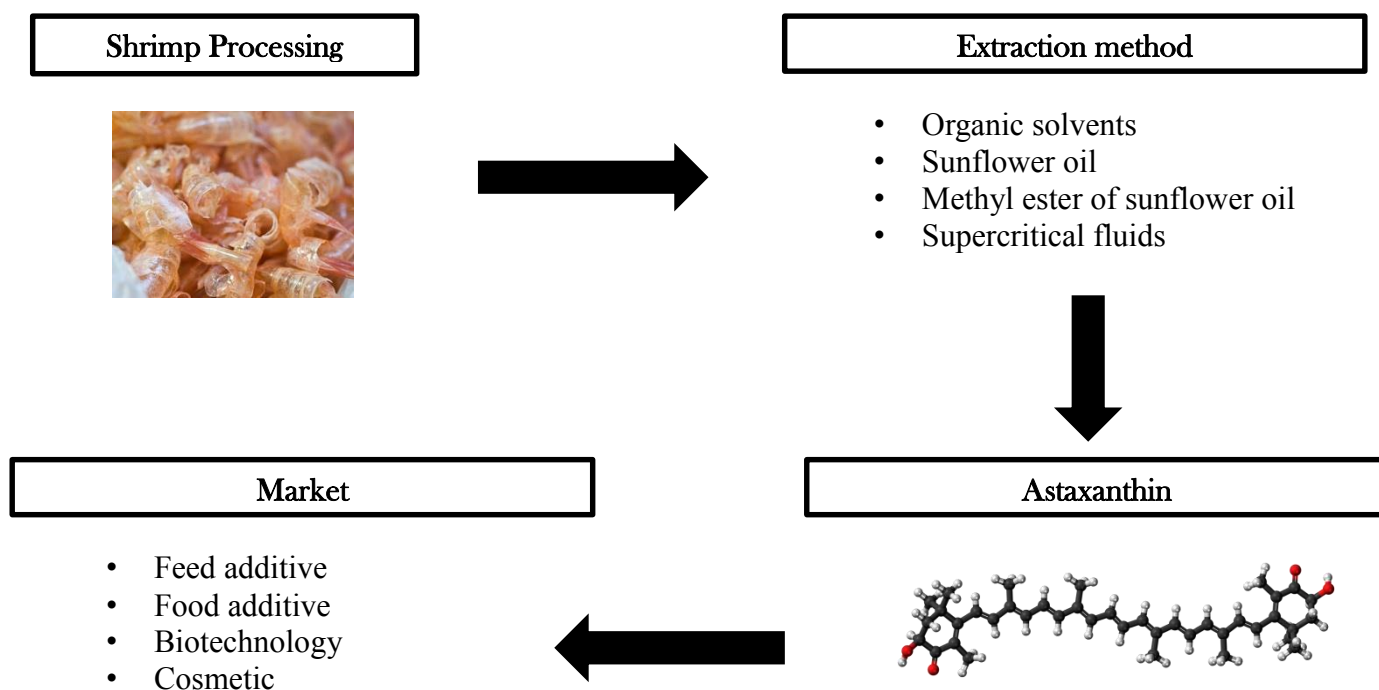 Shrimp Processing
Extraction method
• Organic solvents
• Sunflower oil
• Methyl ester of sunflower oil
• Supercritical fluids
Astaxanthin
Market
• Feed additive
• Food additive
• Biotechnology
• Cosmetic